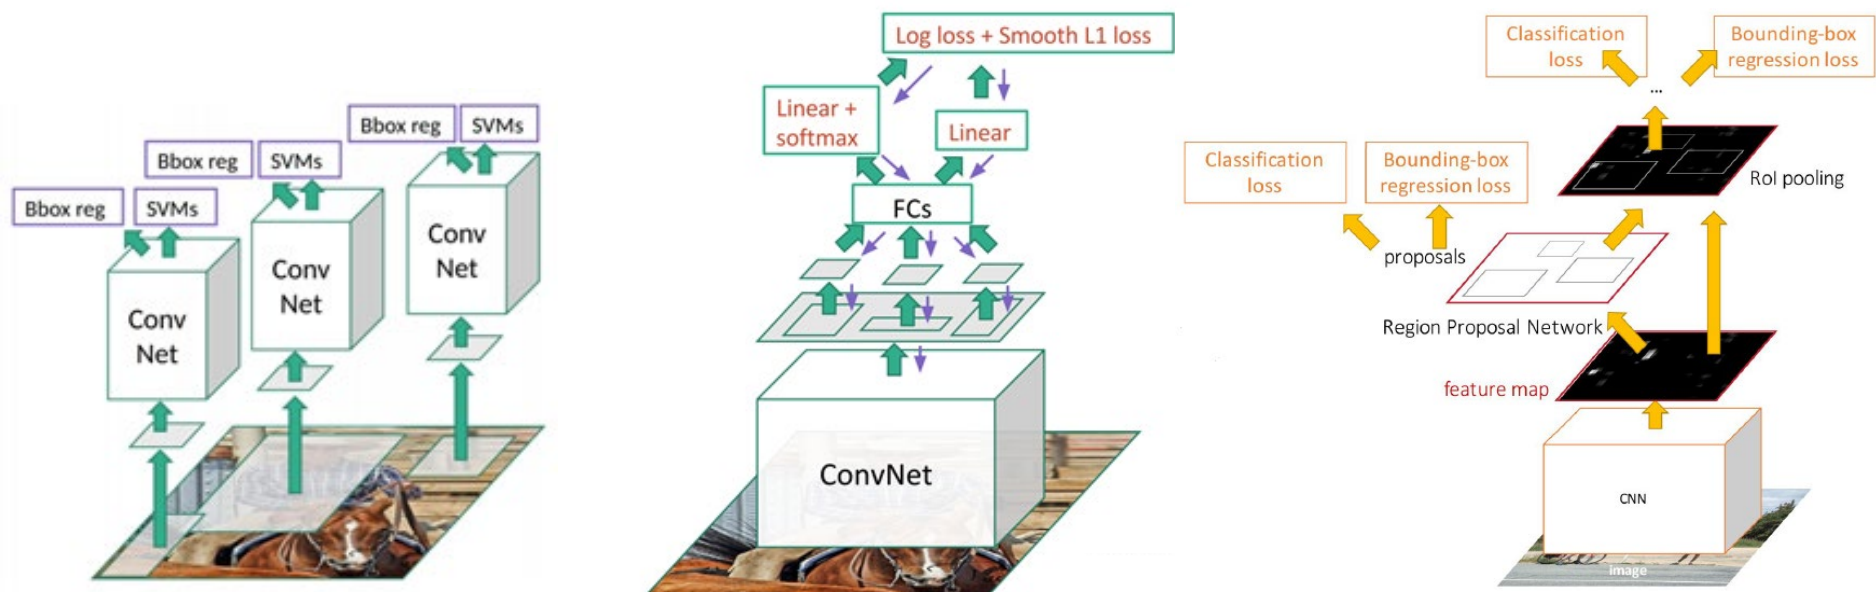 Bbox reg
SVMs
Bbox reg
SVMs
Bbox reg
SVMs
Conv
Net
Conv
Net
Conv
Net
Log loss + Smooth L1 loss
Linear +
softmax
Linear
FCs
ConvNet
Classification
loss
Bounding-box
regression loss
...
RoI pooling
Classification
loss
Bounding-box
regression loss
proposals
Region Proposal Network
feature map
CNN
image